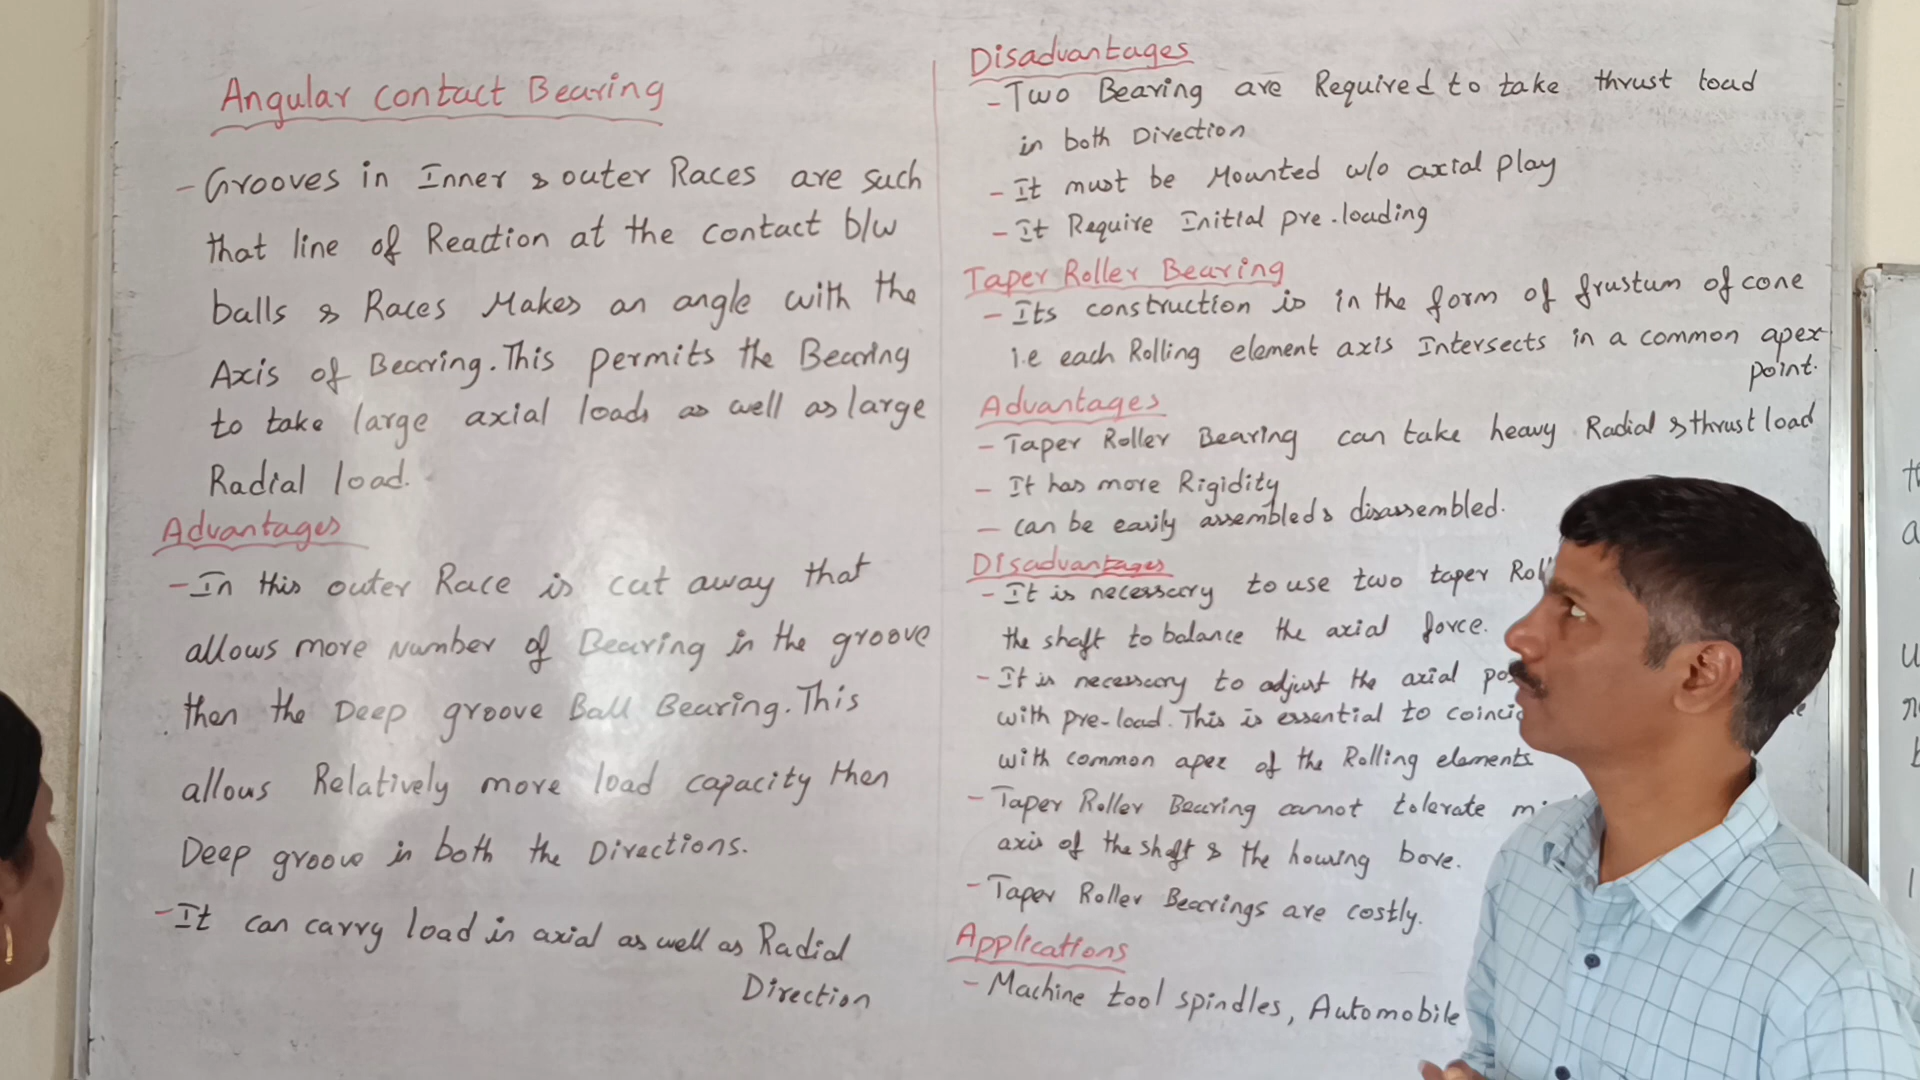 Angular Contact Bearing
- Grooves in Inner & outer Races are such
that line of Reaction at the contact b/w
balls & Races Makes an angle with the
Axis of Bearing. This permits the Bearing
to take large axial loads as well as large
Radial load.
Advantages
- In this outer Race is cut away that
allows more Number of Bearing in the groove
then the Deep groove Ball Bearing. This
allows Relatively more load capacity then
Deep groove in both the Directions.
- It can carry load in axial as well as Radial
Direction
Disadvantages
- Two Bearing are Required to take thrust load
in both Direction
- It must be Mounted w/o axial play
- It Require Initial pre-loading
Taper Roller Bearing
- Its construction is in the form of frustum of cone
i.e each Rolling element axis Intersects in a common apex
point.
Advantages
- Taper Roller Bearing can take heavy Radial & thrust load
- It has more Rigidity
- can be easily assembled & disassembled.
Disadvantages
- It is necessary to use two taper
the shaft to balance the axial force.
- It is necessary to adjust the axial
with pre-load. This is essential to
with common apex of the Rolling elements
- Taper Roller Bearing cannot tolerate
axis of the shaft & the housing bore.
- Taper Roller Bearings are costly.
Applications
- Machine tool spindles, Automobile